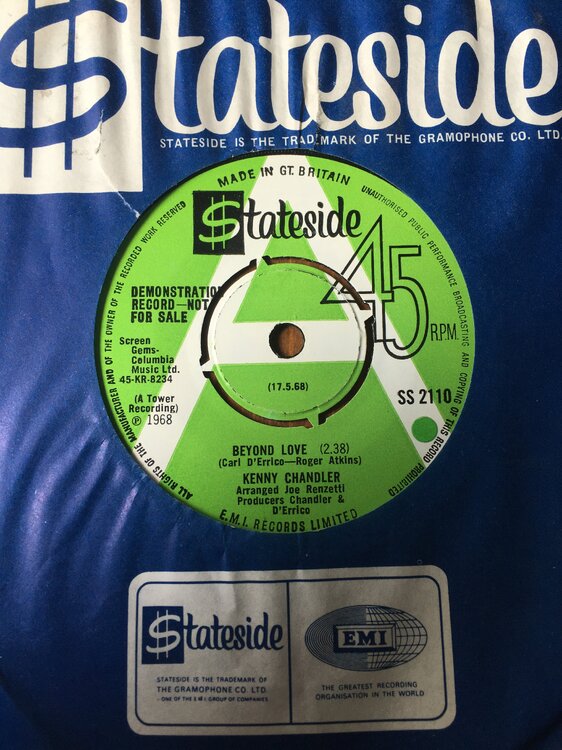 $tateside
STATESIDE IS THE TRADEMARK OF THE GRAMOPHONE CO. LTD.
MADE IN GT. BRITAIN
$tateside
45
R.P.M.
DEMONSTRATION
RECORD—NOT
FOR SALE
Screen
Gems-
Columbia
Music Ltd.
45-KR-8234
(A Tower
Recording)
℗ 1968
(17.5.68)
SS 2110
BEYOND LOVE (2.38)
(Carl D'Errico—Roger Atkins)
KENNY CHANDLER
Arranged Joe Renzetti
Producers Chandler &
D'Errico
E.M.I. RECORDS LIMITED
ALL RIGHTS OF THE MANUFACTURER AND OF THE OWNER OF THE RECORDED WORK RESERVED
UNAUTHORISED PUBLIC PERFORMANCE BROADCASTING AND COPYING OF THIS RECORD PROHIBITED
$tateside
STATESIDE IS THE TRADEMARK OF
THE GRAMOPHONE CO. LTD.
- ONE OF THE E M I GROUP OF COMPANIES
EMI
THE GREATEST RECORDING
ORGANISATION IN THE WORLD